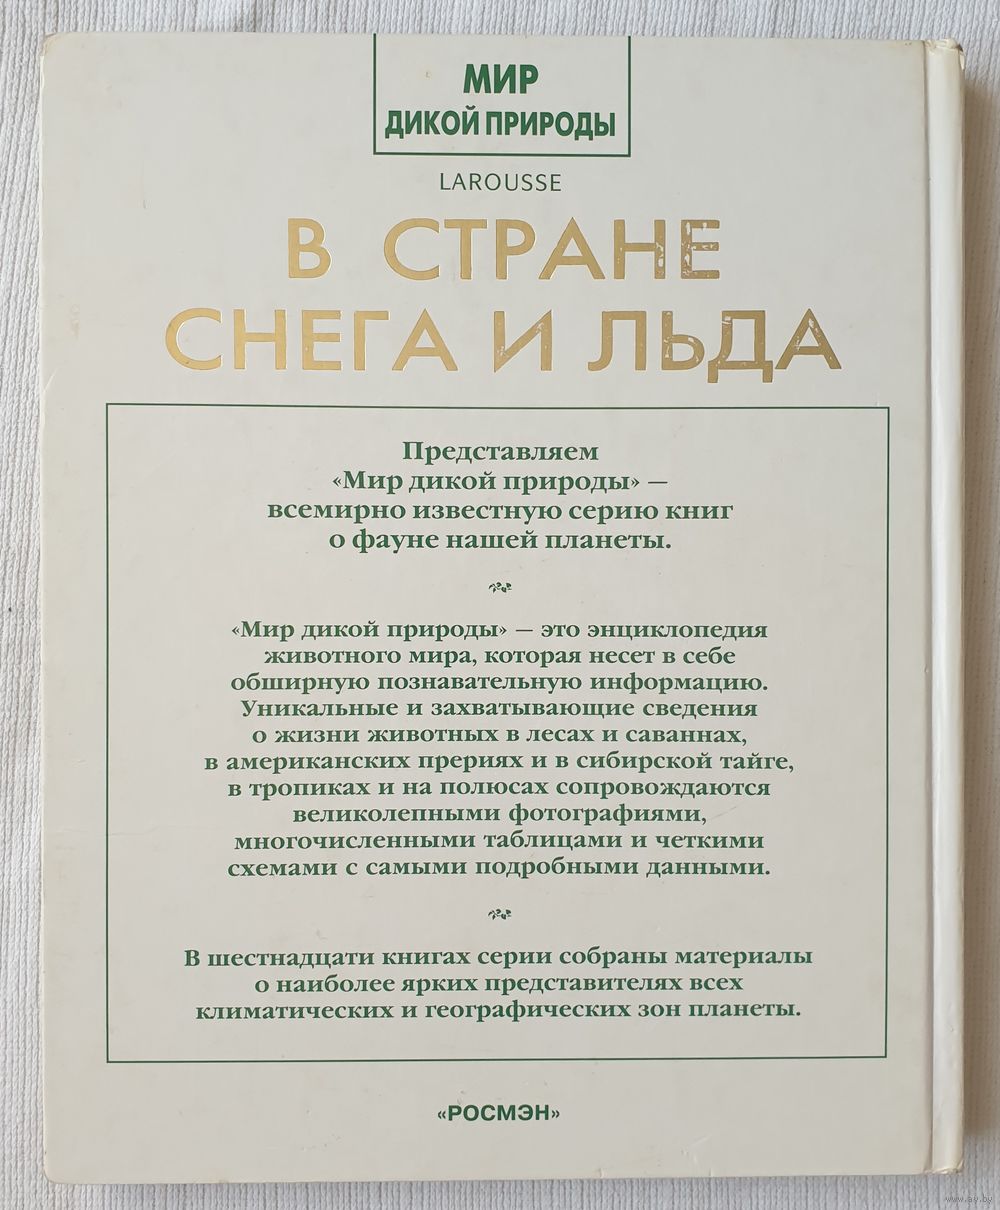 МИР
ДИКОЙ ПРИРОДЫ
LAROUSSE
В СТРАНЕ
СНЕГА И ЛЬДА
Представляем
«Мир дикой природы» —
всемирно известную серию книг
о фауне нашей планеты.
«Мир дикой природы» — это энциклопедия
животного мира, которая несет в себе
обширную познавательную информацию.
Уникальные и захватывающие сведения
о жизни животных в лесах и саваннах,
в американских прериях и в сибирской тайге,
в тропиках и на полюсах сопровождаются
великолепными фотографиями,
многочисленными таблицами и четкими
схемами с самыми подробными данными.
В шестнадцати книгах серии собраны материалы
о наиболее ярких представителях всех
климатических и географических зон планеты.
«РОСМЭН»
www.ay.by